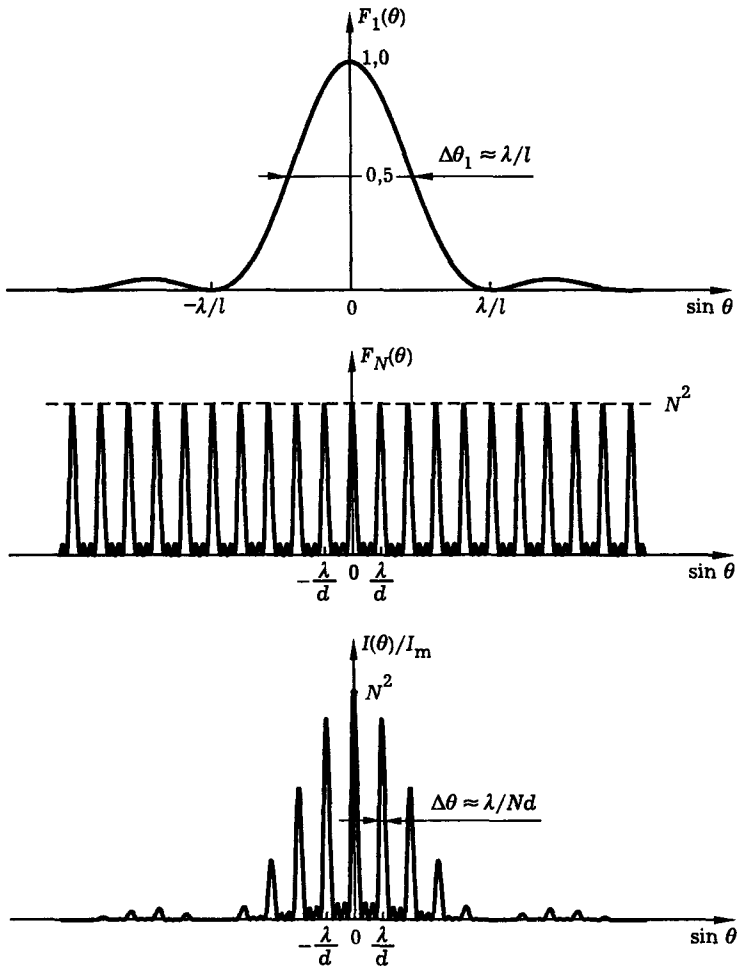 F₁(θ)
1,0
Δθ₁ ≈ λ/l
0,5
−λ/l 0 λ/l sin θ
F_N(θ)
N²
−λ/d 0 λ/d sin θ
I(θ)/I_m
N²
Δθ ≈ λ/Nd
−λ/d 0 λ/d sin θ